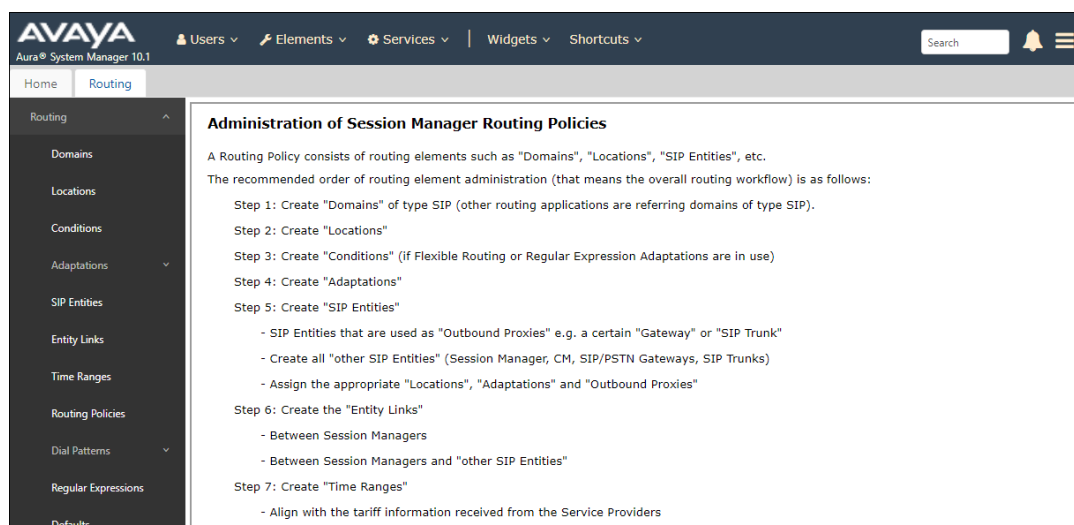 AVAYA
Aura® System Manager 10.1
Users
Elements
Services
Widgets
Shortcuts
Search
Home
Routing
Routing
Domains
Locations
Conditions
Adaptations
SIP Entities
Entity Links
Time Ranges
Routing Policies
Dial Patterns
Regular Expressions
Defaults
Administration of Session Manager Routing Policies
A Routing Policy consists of routing elements such as "Domains", "Locations", "SIP Entities", etc.
The recommended order of routing element administration (that means the overall routing workflow) is as follows:
Step 1: Create "Domains" of type SIP (other routing applications are referring domains of type SIP).
Step 2: Create "Locations"
Step 3: Create "Conditions" (if Flexible Routing or Regular Expression Adaptations are in use)
Step 4: Create "Adaptations"
Step 5: Create "SIP Entities"
- SIP Entities that are used as "Outbound Proxies" e.g. a certain "Gateway" or "SIP Trunk"
- Create all "other SIP Entities" (Session Manager, CM, SIP/PSTN Gateways, SIP Trunks)
- Assign the appropriate "Locations", "Adaptations" and "Outbound Proxies"
Step 6: Create the "Entity Links"
- Between Session Managers
- Between Session Managers and "other SIP Entities"
Step 7: Create "Time Ranges"
- Align with the tariff information received from the Service Providers